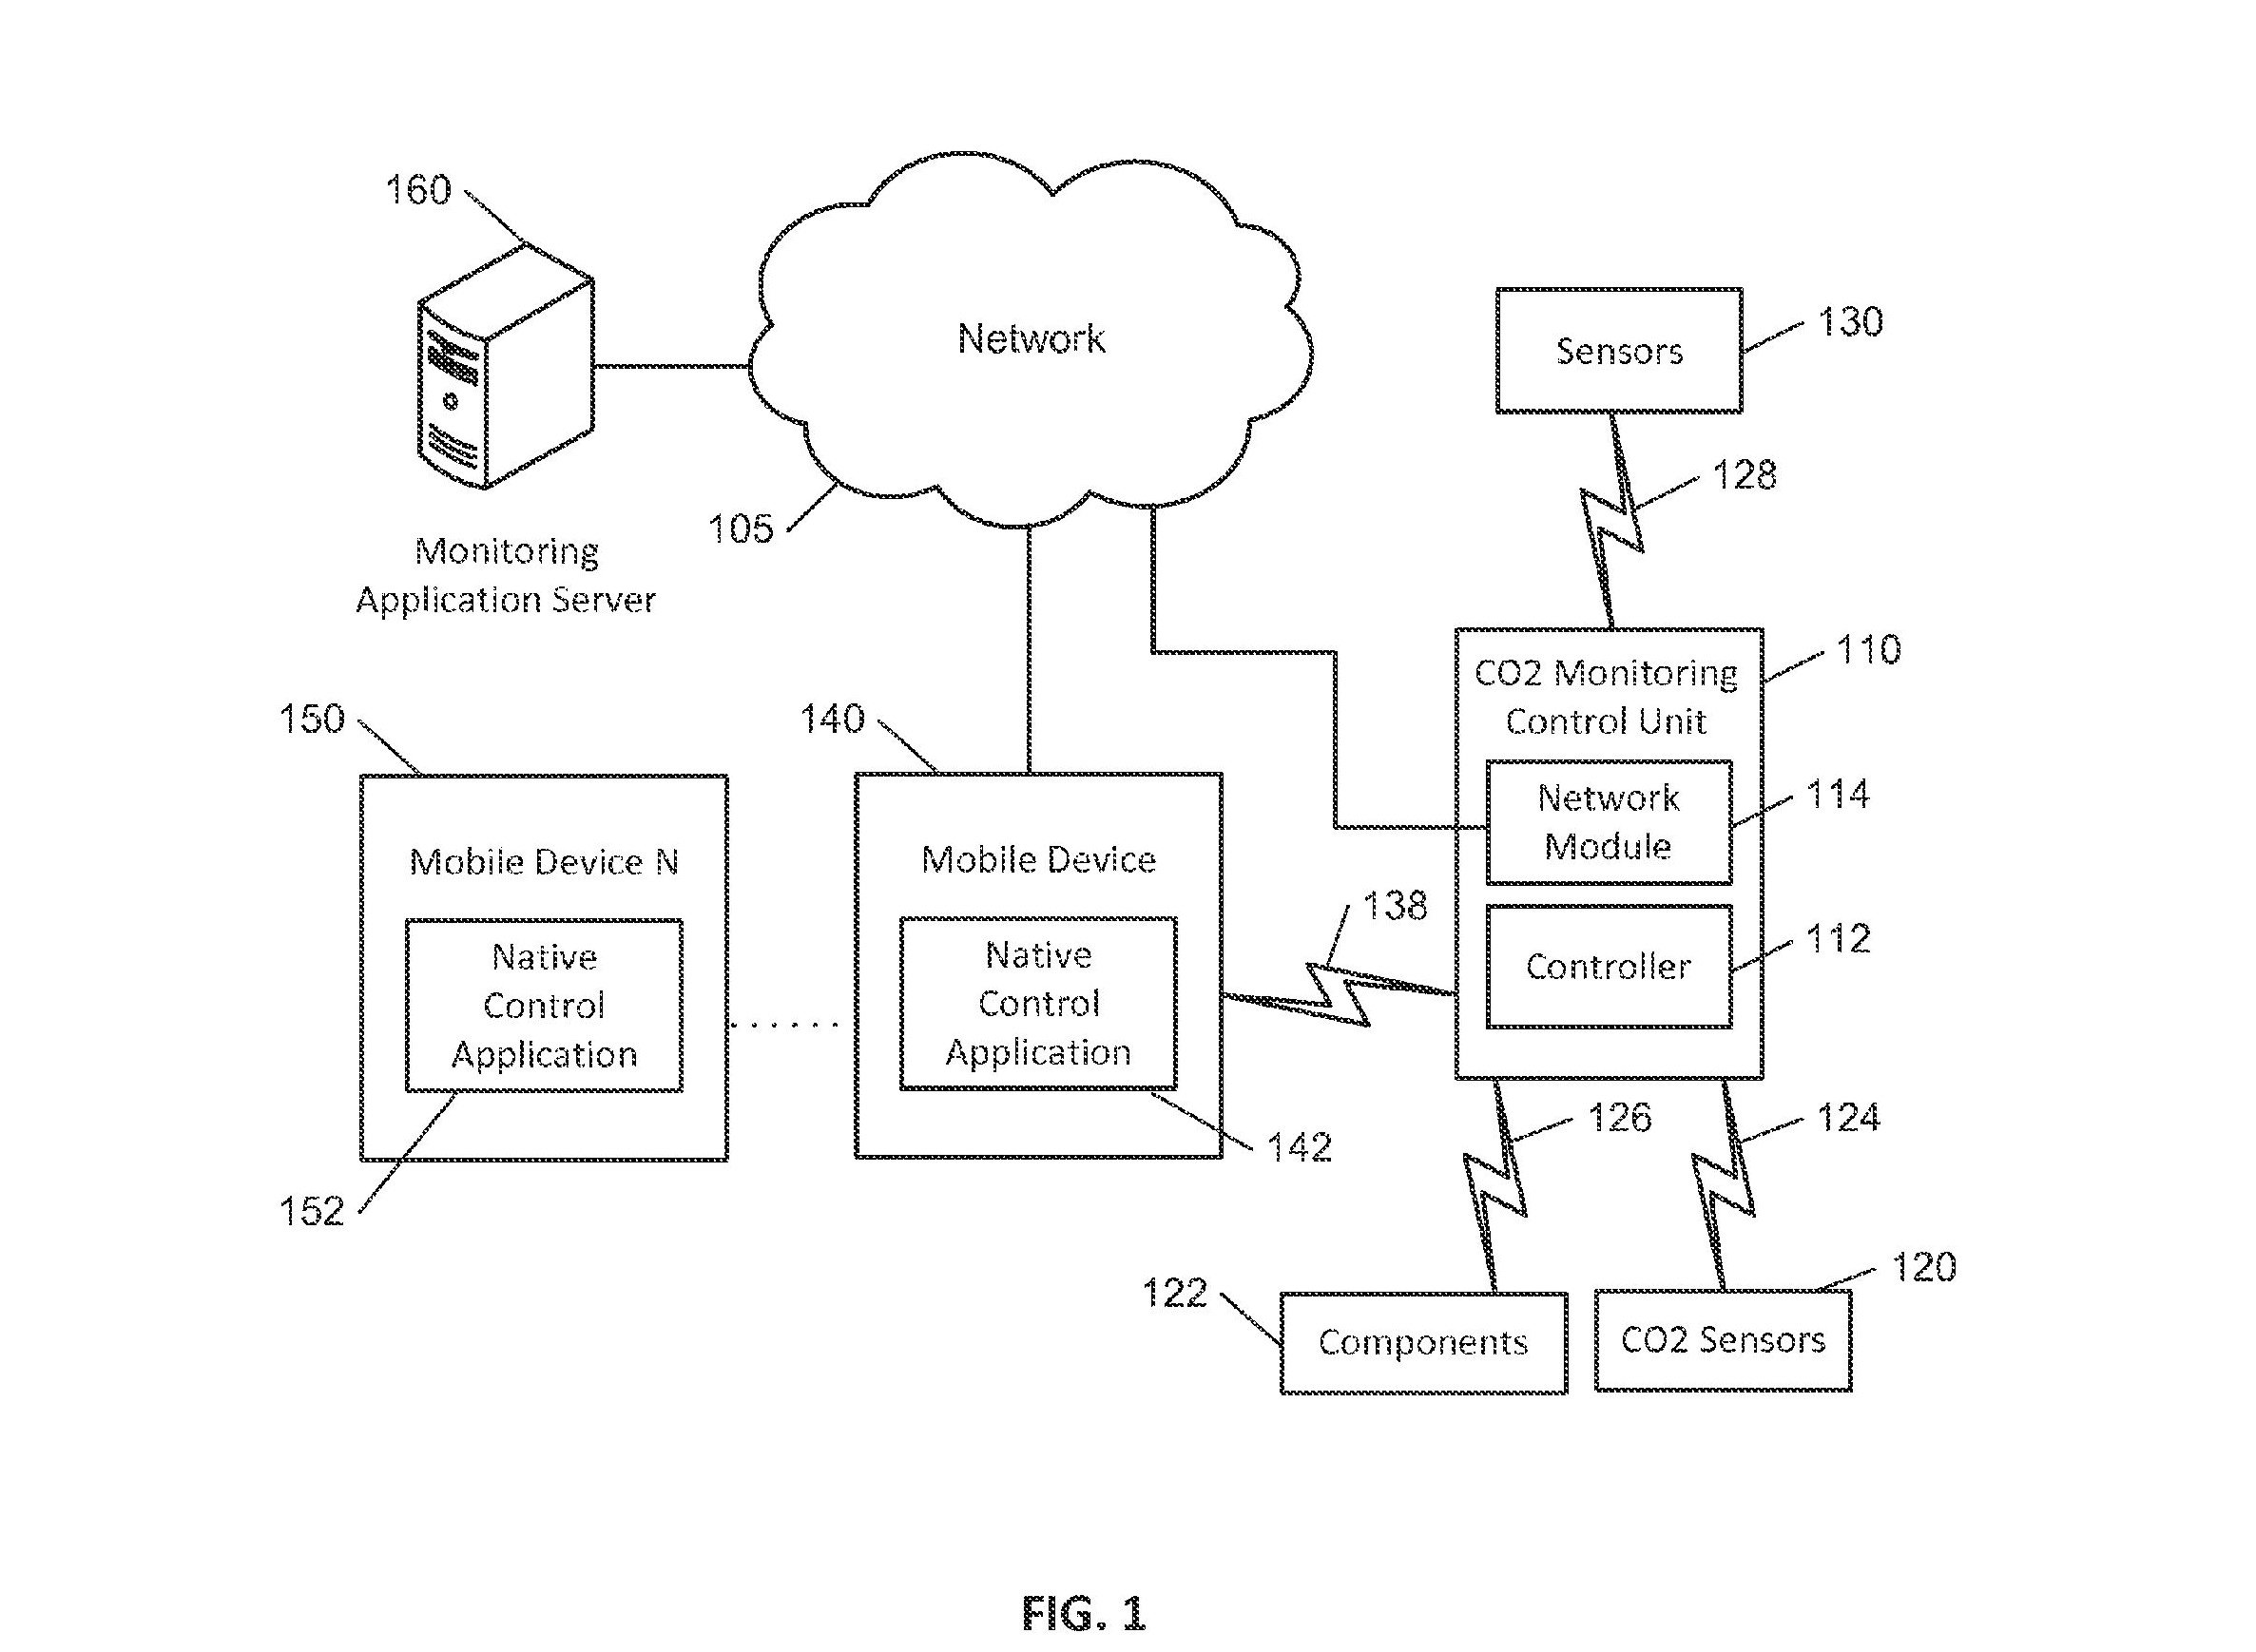 160
Network
130
Sensors
128
105
Monitoring
Application Server
110
CO2 Monitoring
Control Unit
150
140
114
Network
Module
Mobile Device N
Mobile Device
138
112
Controller
Native
Control
Application
Native
Control
Application
126
124
142
152
120
122
Components
CO2 Sensors
FIG. 1